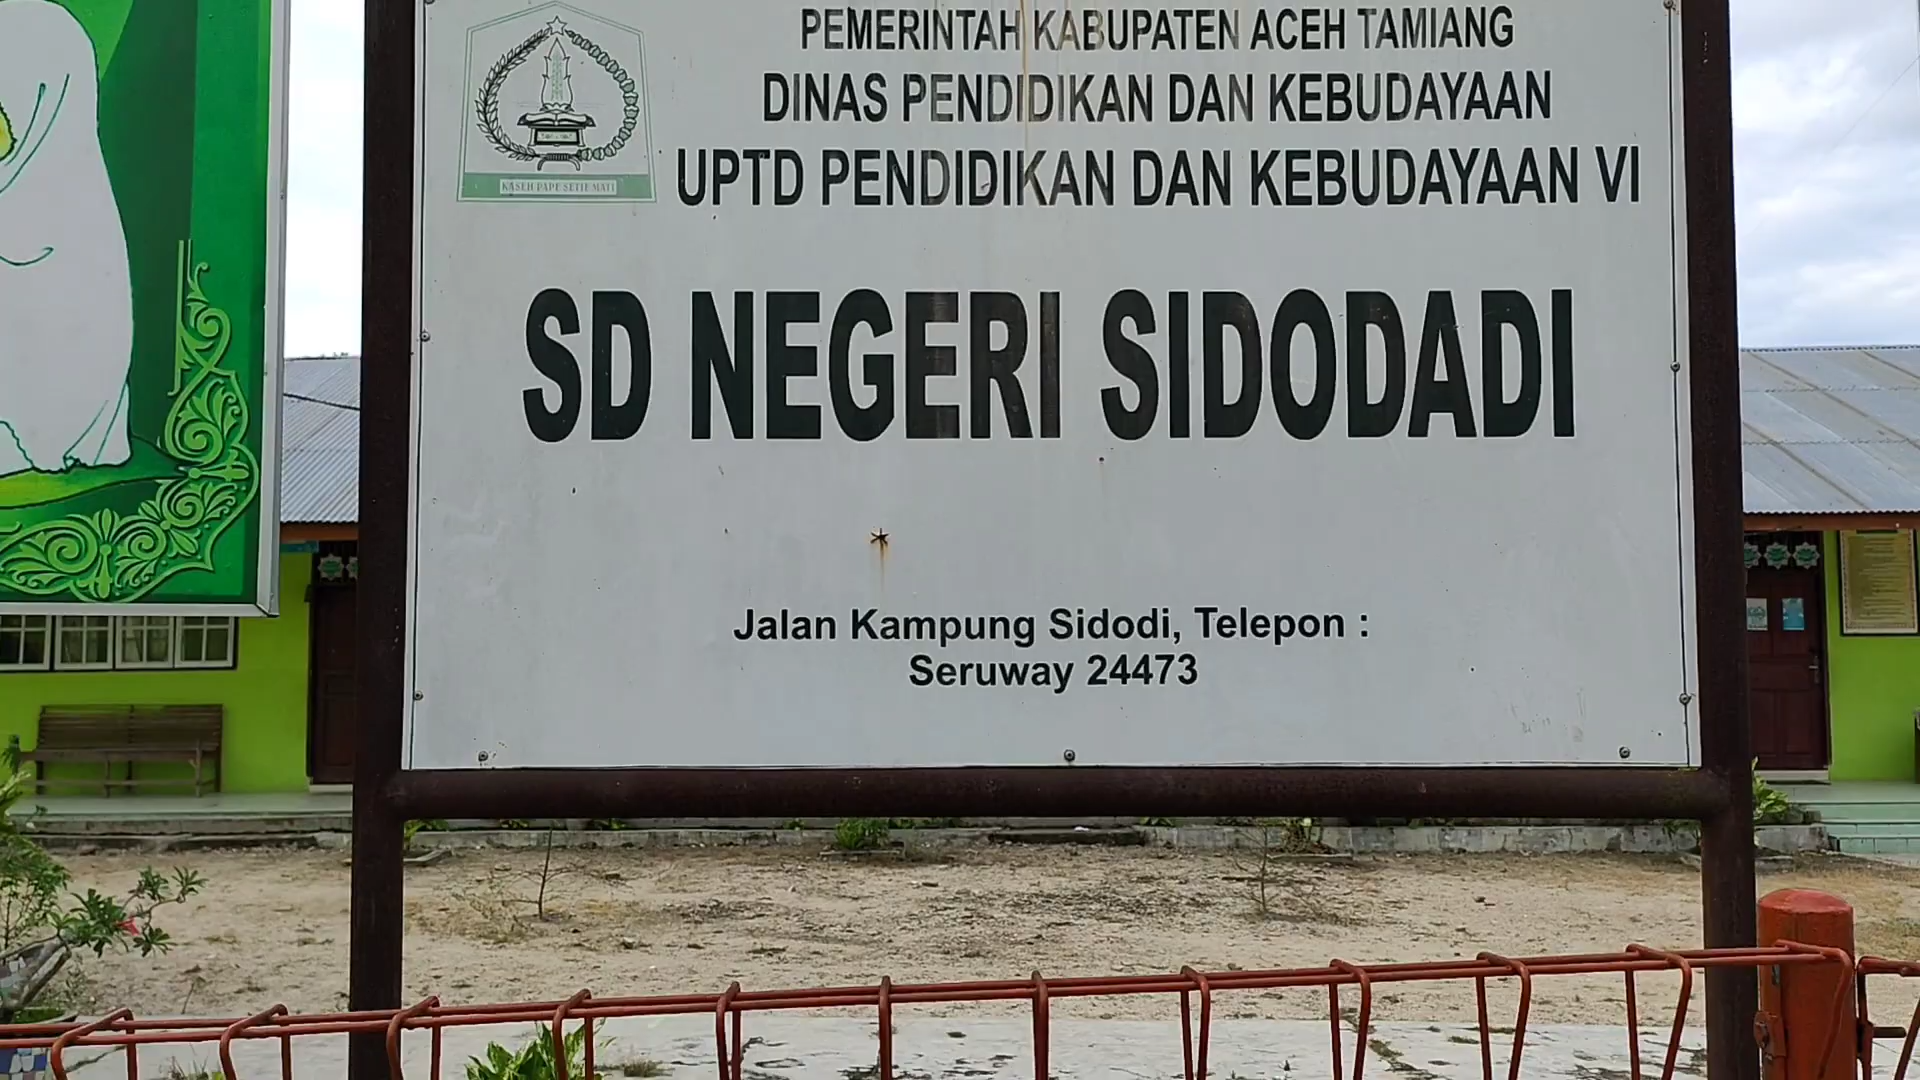 PEMERINTAH KABUPATEN ACEH TAMIANG
DINAS PENDIDIKAN DAN KEBUDAYAAN
UPTD PENDIDIKAN DAN KEBUDAYAAN VI
KASEH PAPE SETIE MATI
SD NEGERI SIDODADI
Jalan Kampung Sidodi, Telepon :
Seruway 24473